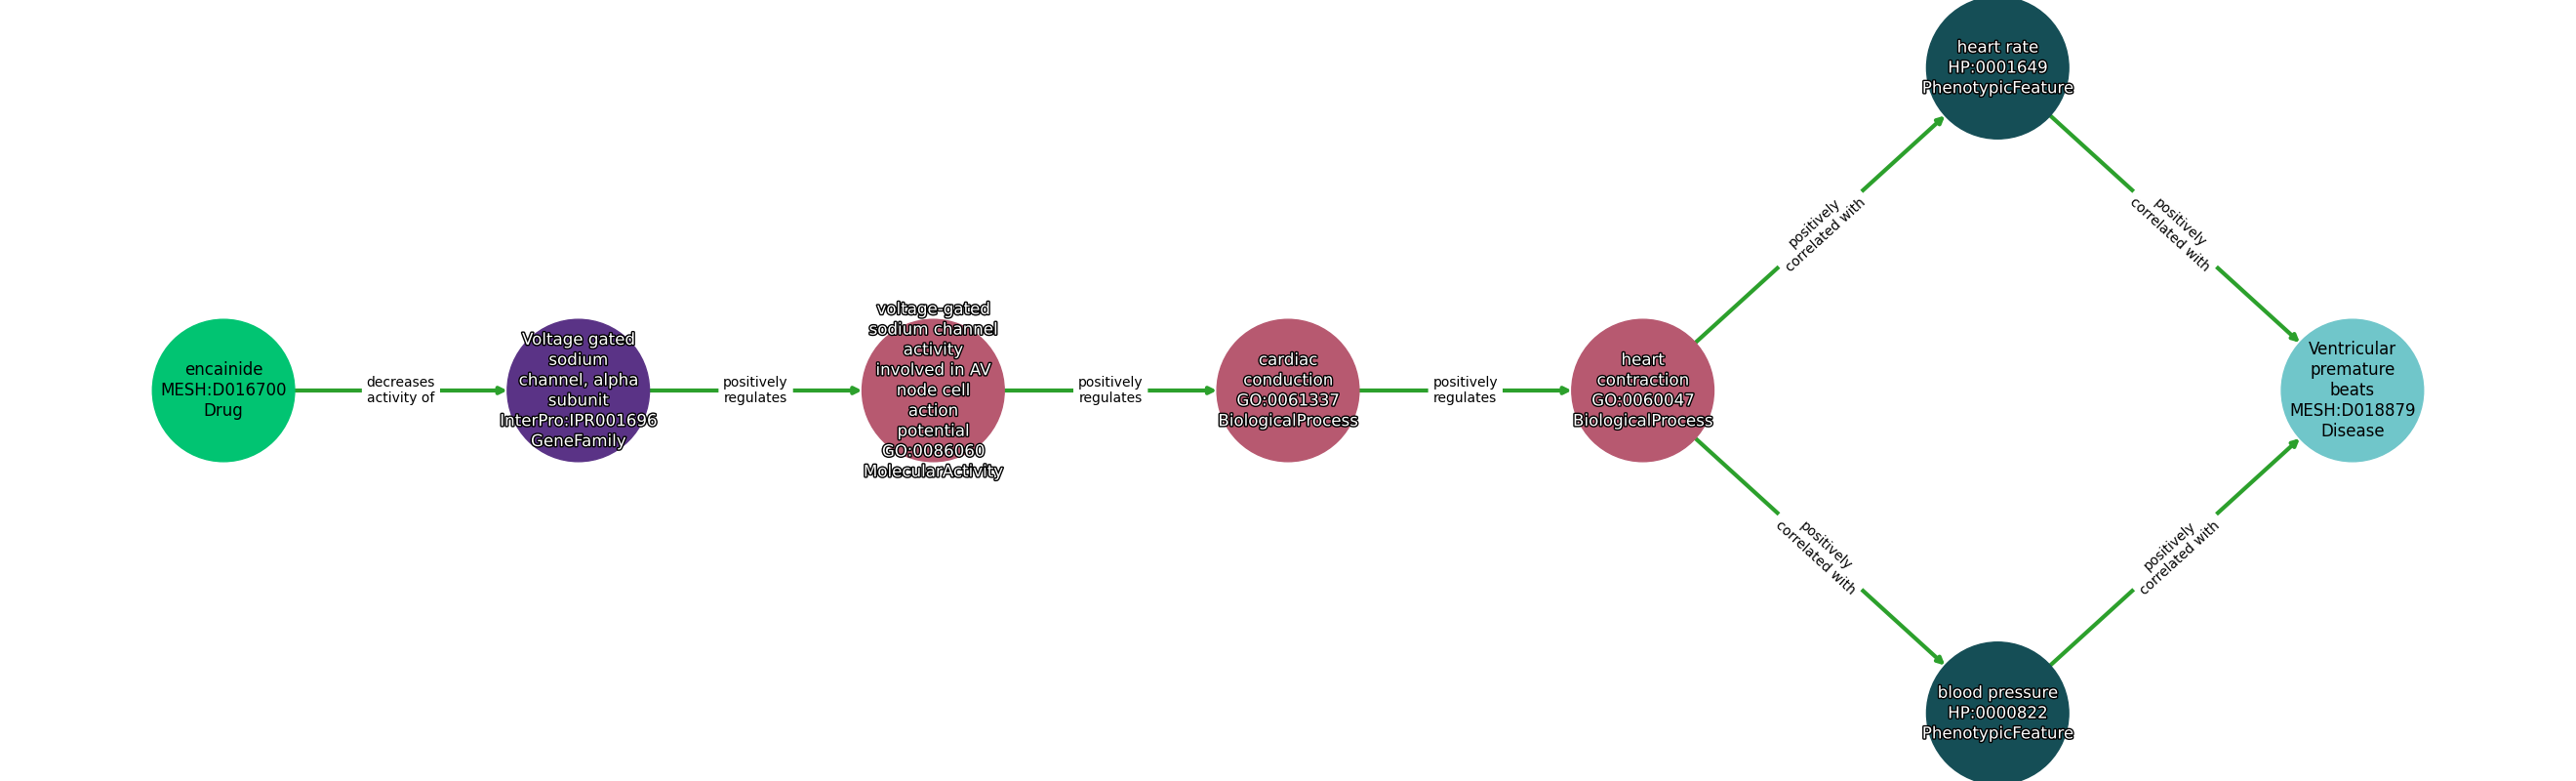 encainide
MESH:D016700
Drug
decreases
activity of
Voltage gated
sodium
channel, alpha
subunit
InterPro:IPR001696
GeneFamily
positively
regulates
voltage-gated
sodium channel
activity
involved in AV
node cell
action
potential
GO:0086060
MolecularActivity
positively
regulates
cardiac
conduction
GO:0061337
BiologicalProcess
positively
regulates
heart
contraction
GO:0060047
BiologicalProcess
positively
correlated with
heart rate
HP:0001649
PhenotypicFeature
positively
correlated with
positively
correlated with
blood pressure
HP:0000822
PhenotypicFeature
positively
correlated with
Ventricular
premature
beats
MESH:D018879
Disease